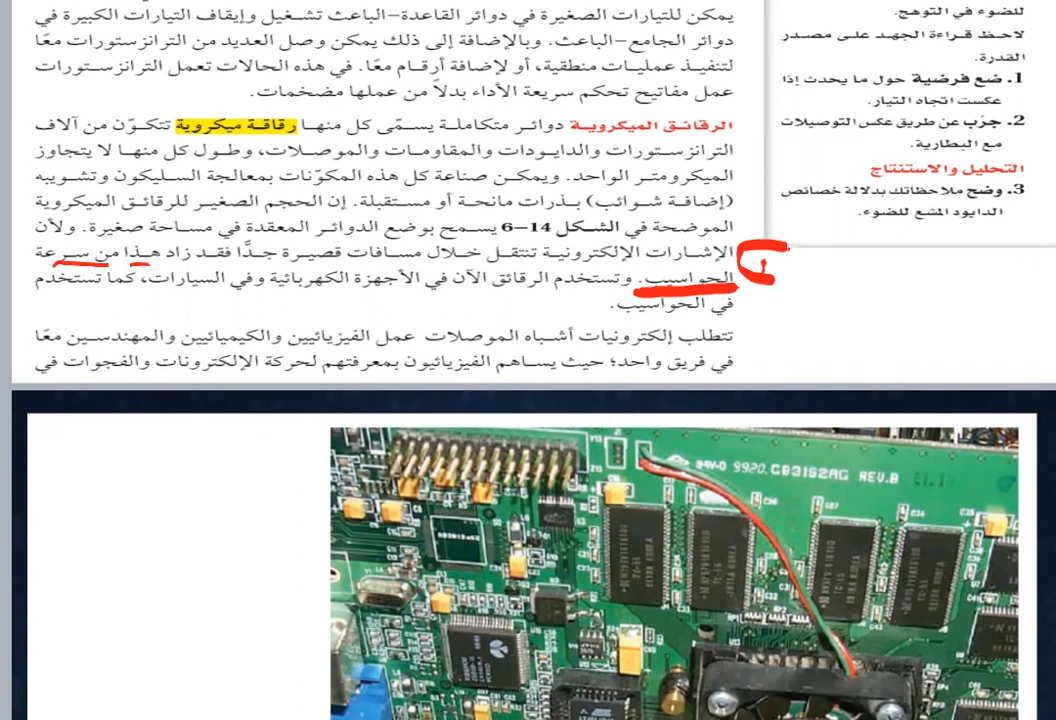 يمكن للتيارات الصغيرة في دوائر القاعدة–الباعث تشغيل وإيقاف التيارات الكبيرة في
دوائر الجامع–الباعث. وبالإضافة إلى ذلك يمكن وصل العديد من الترانزستورات معًا
لتنفيذ عمليات منطقية، أو لإضافة أرقام معًا. في هذه الحالات تعمل الترانزستورات
عمل مفاتيح تحكم سريعة الأداء بدلاً من عملها مضخمات.
الرقائق الميكروية دوائر متكاملة يسمّى كل منها رقاقة ميكروية تتكوّن من آلاف
الترانزستورات والدايودات والمقاومات والموصلات، وطول كل منها لا يتجاوز
الميكرومتر الواحد. ويمكن صناعة كل هذه المكوّنات بمعالجة السليكون وتشويبه
(إضافة شوائب) بذرات مانحة أو مستقبلة. إن الحجم الصغير للرقائق الميكروية
الموضحة في الشكل 14–6 يسمح بوضع الدوائر المعقدة في مساحة صغيرة. ولأن
الإشارات الإلكترونية تنتقل خلال مسافات قصيرة جدًّا فقد زاد هذا من سرعة
الحواسيب. وتستخدم الرقائق الآن في الأجهزة الكهربائية وفي السيارات، كما تستخدم
في الحواسيب.
تتطلب إلكترونيات أشباه الموصلات عمل الفيزيائيين والكيميائيين والمهندسين معًا
في فريق واحد؛ حيث يساهم الفيزيائيون بمعرفتهم لحركة الإلكترونات والفجوات في
للضوء في التوهج.
لاحظ قراءة الجهد على مصدر
القدرة.
1. ضع فرضية حول ما يحدث إذا
عكست اتجاه التيار.
2. جرّب عن طريق عكس التوصيلات
مع البطارية.
التحليل والاستنتاج
3. وضح ملاحظاتك بدلالة خصائص
الدايود المشع للضوء.
94V-0 9920. GB3162AG REV.B